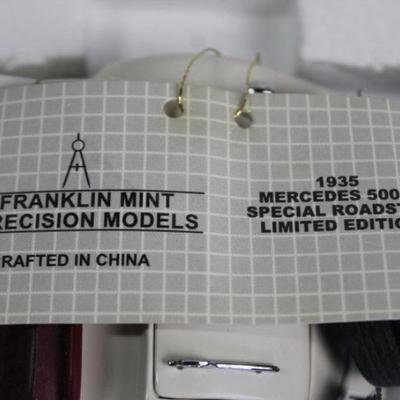 FRANKLIN MINT
RECISION MODELS
RAFTED IN CHINA
1935
MERCEDES 500
SPECIAL ROADST
LIMITED EDITIO